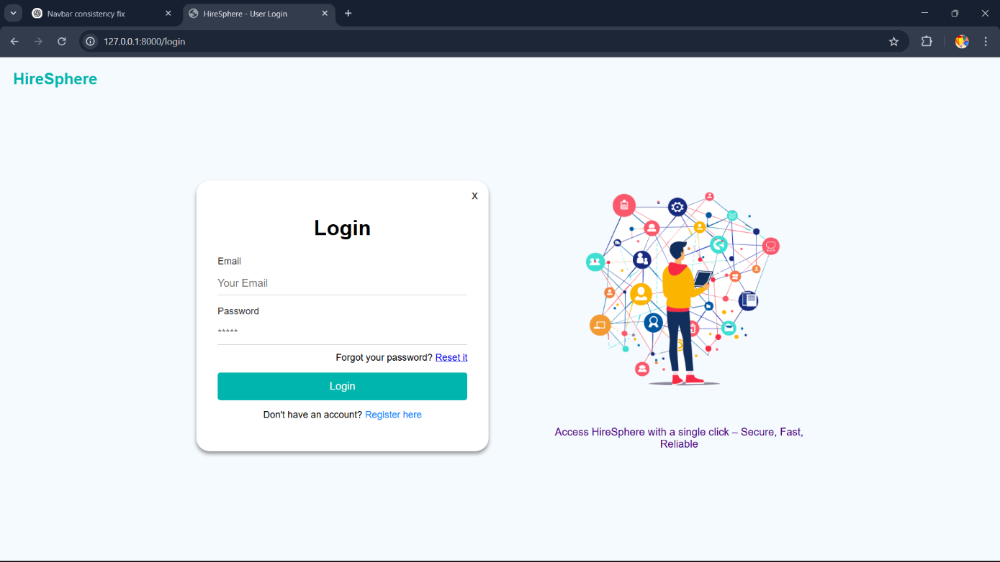 Navbar consistency fix
HireSphere - User Login
127.0.0.1:8000/login
HireSphere
X
Login
Email
Your Email
Password
*****
Forgot your password? Reset it
Login
Don't have an account? Register here
Access HireSphere with a single click – Secure, Fast,
Reliable